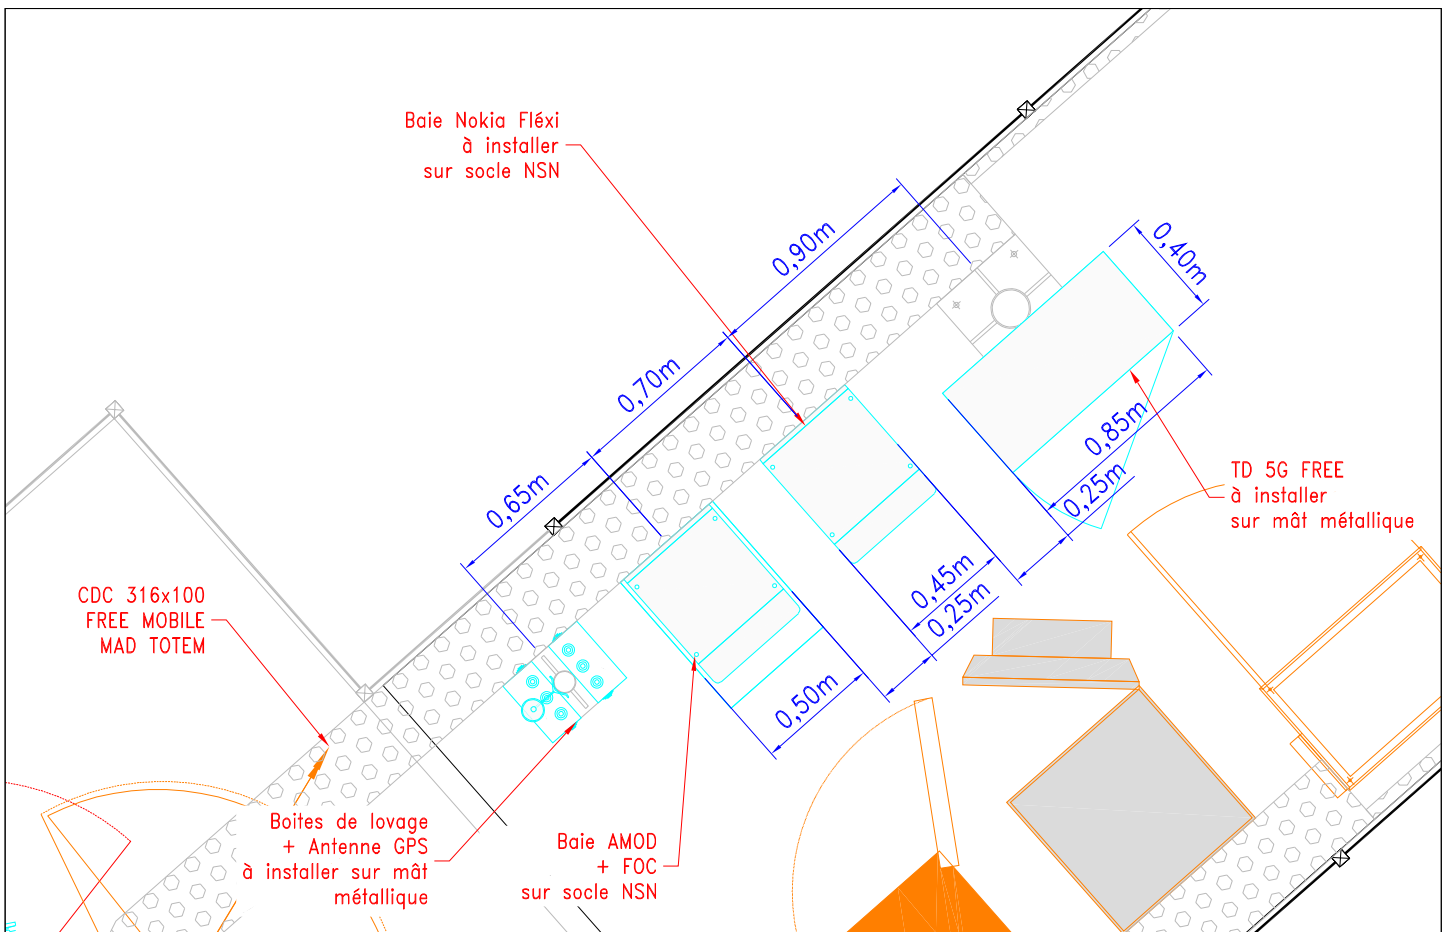 Baie Nokia Fléxi
à installer
sur socle NSN
0,90m
0,40m
0,70m
0,65m
0,85m
0,25m
TD 5G FREE
à installer
sur mât métallique
0,45m
0,25m
0,50m
CDC 316x100
FREE MOBILE
MAD TOTEM
Boites de lovage
+ Antenne GPS
à installer sur mât
métallique
Baie AMOD
+ FOC
sur socle NSN